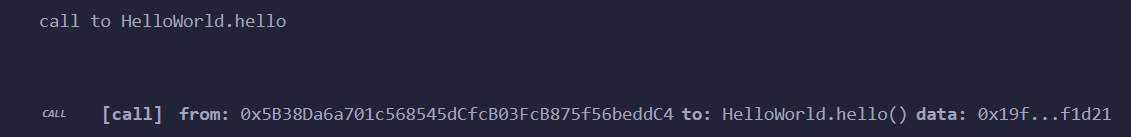 call to HelloWorld.hello
CALL [call] from: 0x5B38Da6a701c568545dCfcB03FcB875f56beddC4 to: HelloWorld.hello() data: 0x19f...f1d21